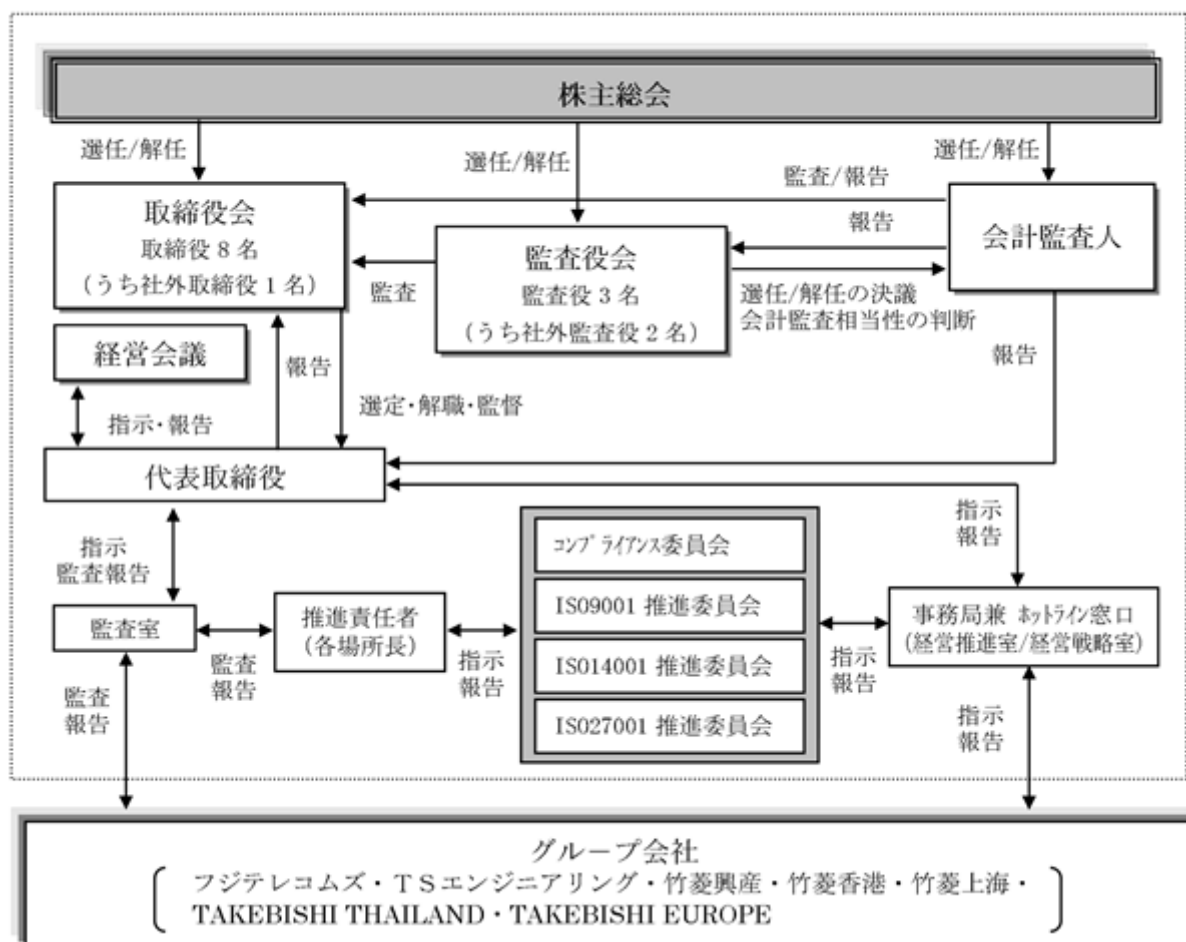 株主総会
選任/解任
選任/解任
選任/解任
監査/報告
取締役会
取締役 8 名
(うち社外取締役 1 名)
監査
監査役会
監査役 3 名
(うち社外監査役 2 名)
報告
会計監査人
選任/解任の決議
会計監査相当性の判断
報告
経営会議
報告
指示・報告
選定・解職・監督
代表取締役
指示
監査報告
指示
報告
コンプライアンス委員会
ISO9001 推進委員会
ISO14001 推進委員会
ISO27001 推進委員会
監査室
推進責任者
(各場所長)
事務局兼 ホットライン窓口
(経営推進室/経営戦略室)
監査
報告
指示
報告
指示
報告
監査
報告
指示
報告
グループ会社
フジテレコムズ・TSエンジニアリング・竹菱興産・竹菱香港・竹菱上海・
TAKEBISHI THAILAND・TAKEBISHI EUROPE